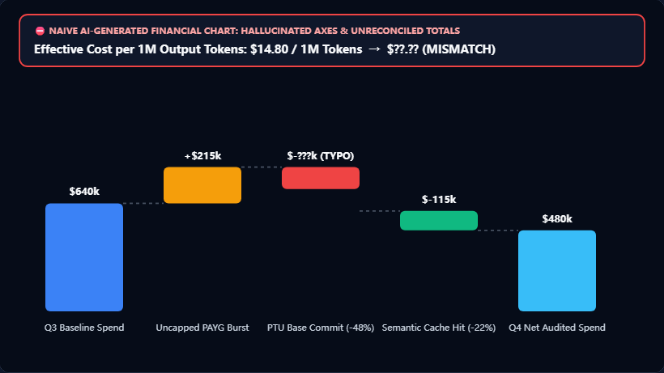 ⛔ NAIVE AI-GENERATED FINANCIAL CHART: HALLUCINATED AXES & UNRECONCILED TOTALS
Effective Cost per 1M Output Tokens: $14.80 / 1M Tokens → $??.?? (MISMATCH)
+$215k
$-???k (TYPO)
$640k
$-115k
$480k
Q3 Baseline Spend
Uncapped PAYG Burst
PTU Base Commit (-48%)
Semantic Cache Hit (-22%)
Q4 Net Audited Spend